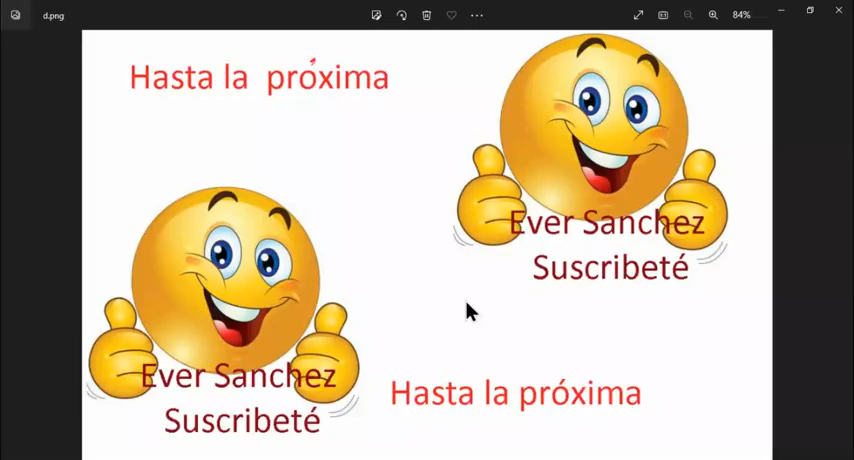 d.png
84%
Hasta la próxima
Ever Sanchez
Suscribeté
Ever Sanchez
Suscribeté
Hasta la próxima